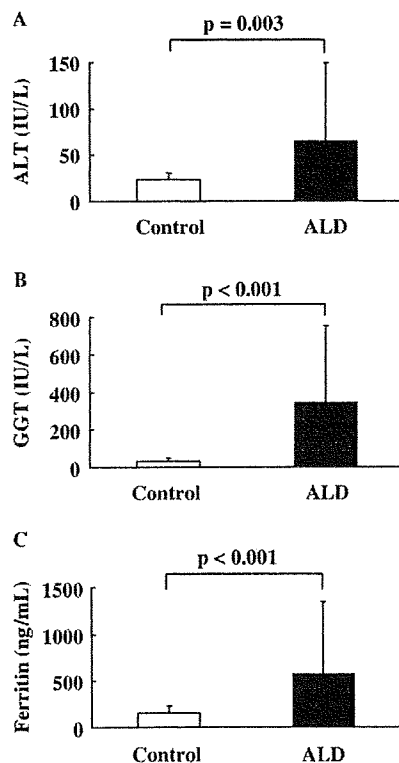 A
p = 0.003
ALT (IU/L)
150
100
50
0
Control ALD
B
p < 0.001
GGT (IU/L)
800
600
400
200
0
Control ALD
C
p < 0.001
Ferritin (ng/mL)
1500
1000
500
0
Control ALD